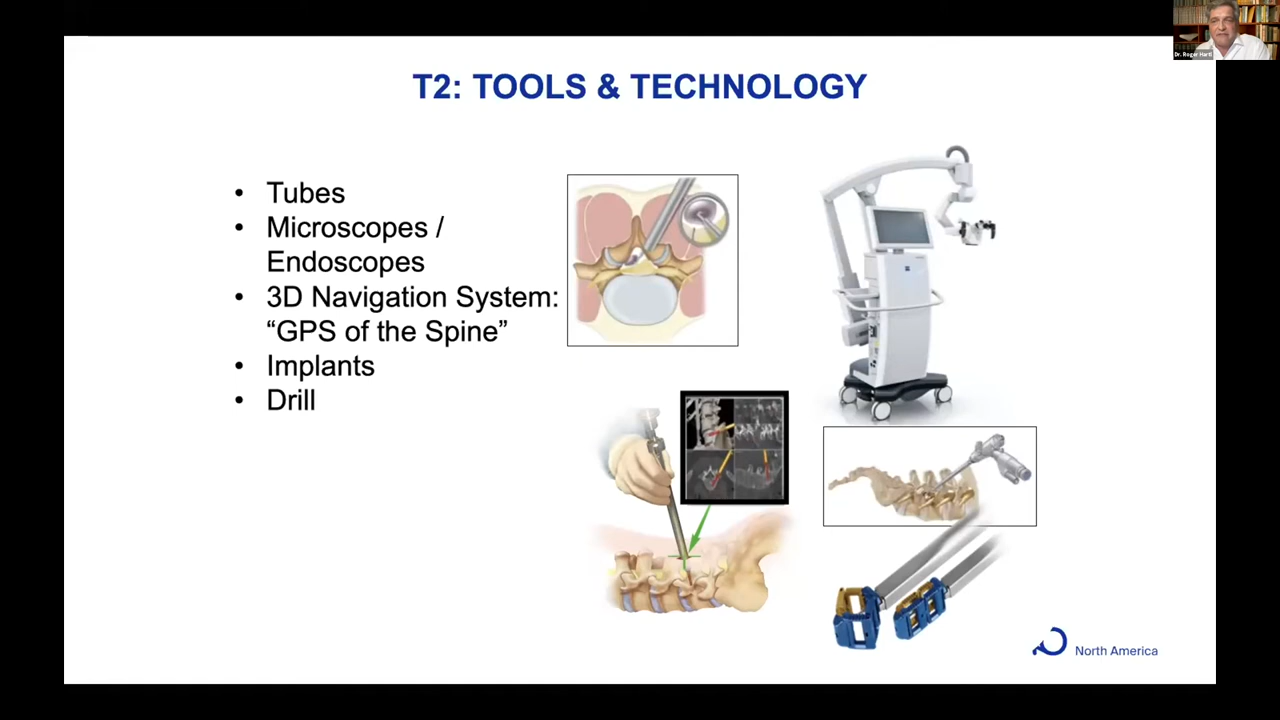 Dr. Roger Hartl
T2: TOOLS & TECHNOLOGY
• Tubes
• Microscopes /
Endoscopes
• 3D Navigation System:
“GPS of the Spine”
• Implants
• Drill
North America